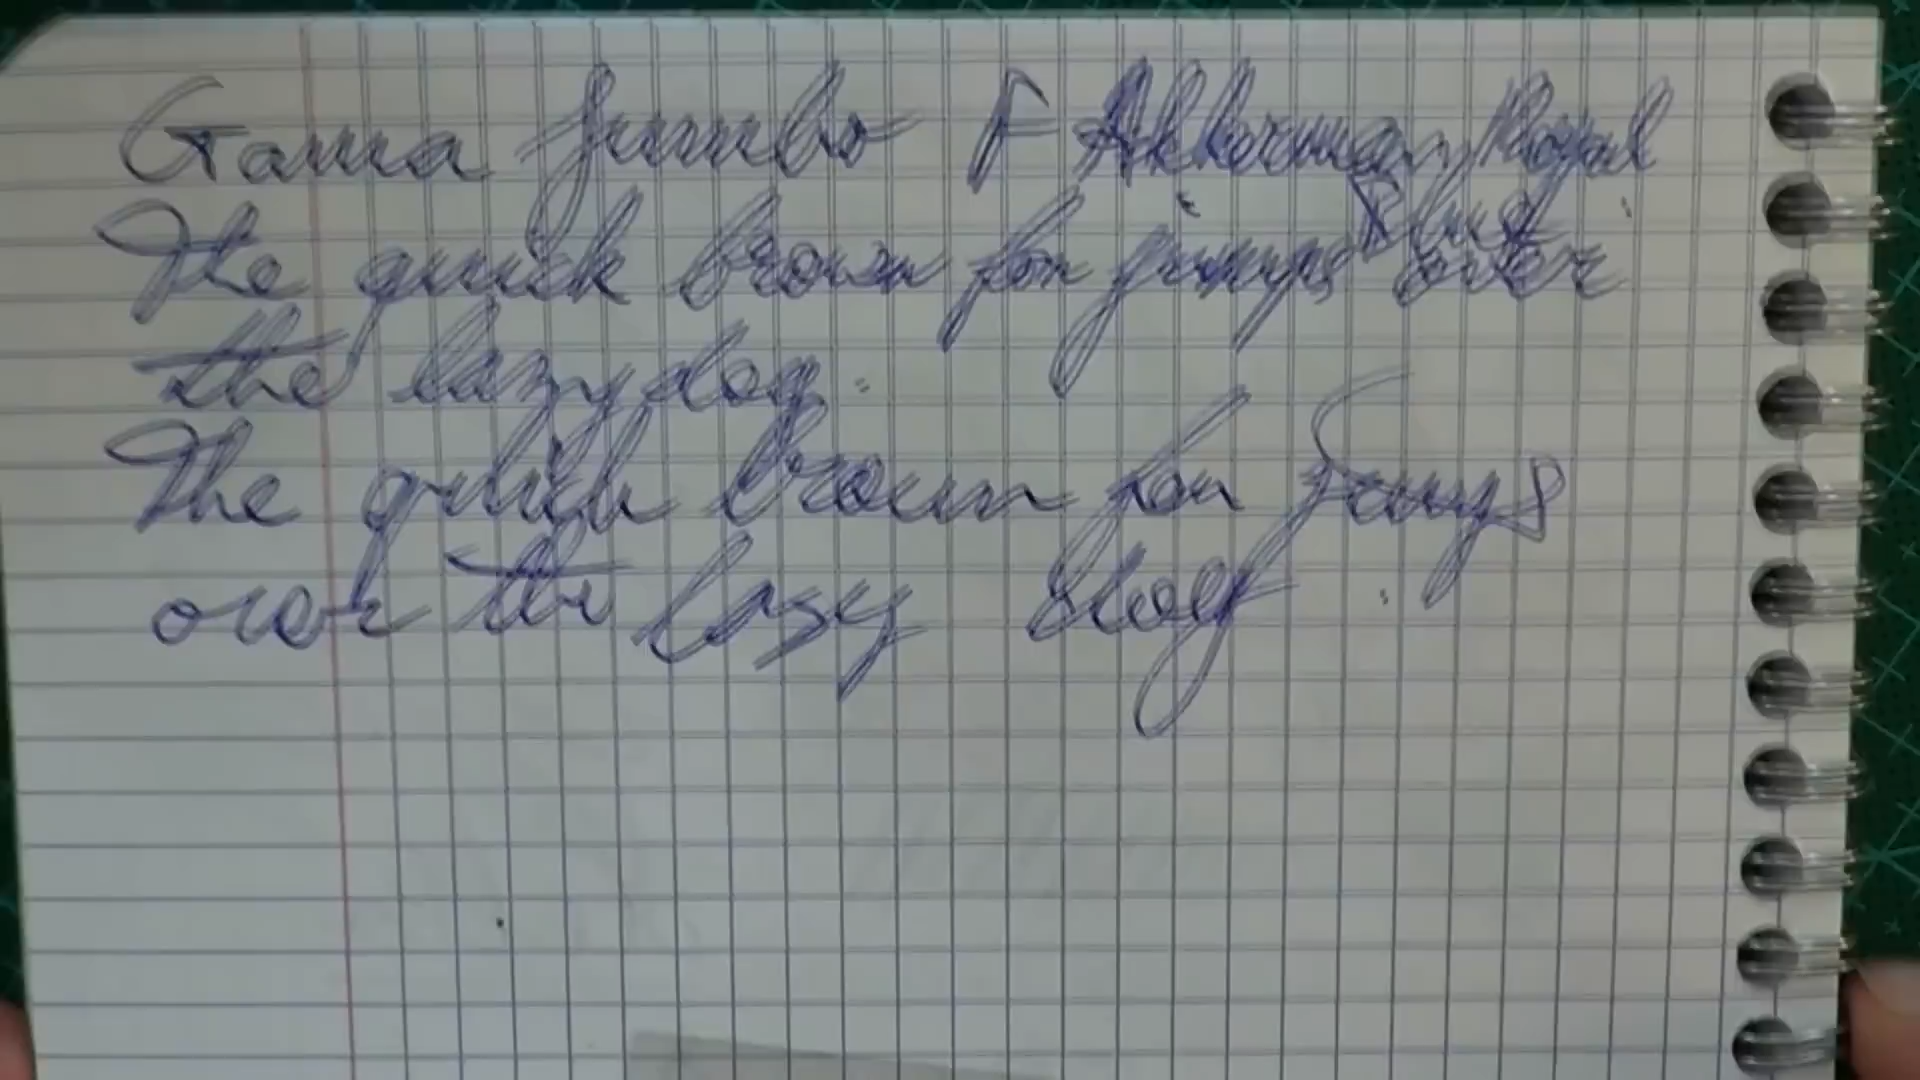 Gama Jumbo F Akkerman Royal
Blue
The quick brown fox jumps over
the lazy dog.
The quick brown fox jumps
over the lazy dog.